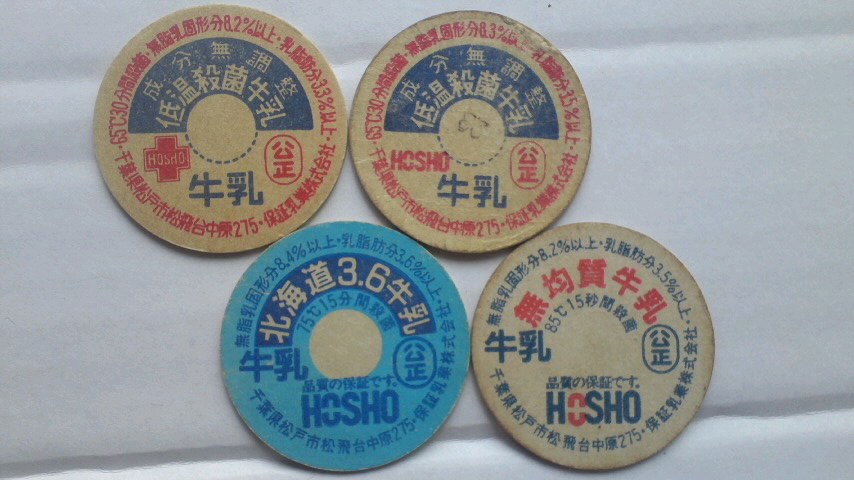 65℃30分間殺菌・無脂乳固形分8.2%以上・乳脂肪分3.3%以上・
成分無調整
低温殺菌牛乳
HOSHO
公正
牛乳
千葉県松戸市松飛台中原275・保証乳業株式会社
65℃30分間殺菌・無脂乳固形分8.3%以上・乳脂肪分3.5%以上・
成分無調整
低温殺菌牛乳
HOSHO
公正
牛乳
千葉県松戸市松飛台中原275・保証乳業株式会社
無脂乳固形分8.4%以上・乳脂肪分3.6%以上・
北海道3.6牛乳
75℃15分間殺菌
牛乳
公正
品質の保証です。
HOSHO
千葉県松戸市松飛台中原275・保証乳業株式会社
無脂乳固形分8.2%以上・乳脂肪分3.5%以上・
無均質牛乳
85℃15秒間殺菌
牛乳
公正
品質の保証です。
HOSHO
千葉県松戸市松飛台中原275・保証乳業株式会社